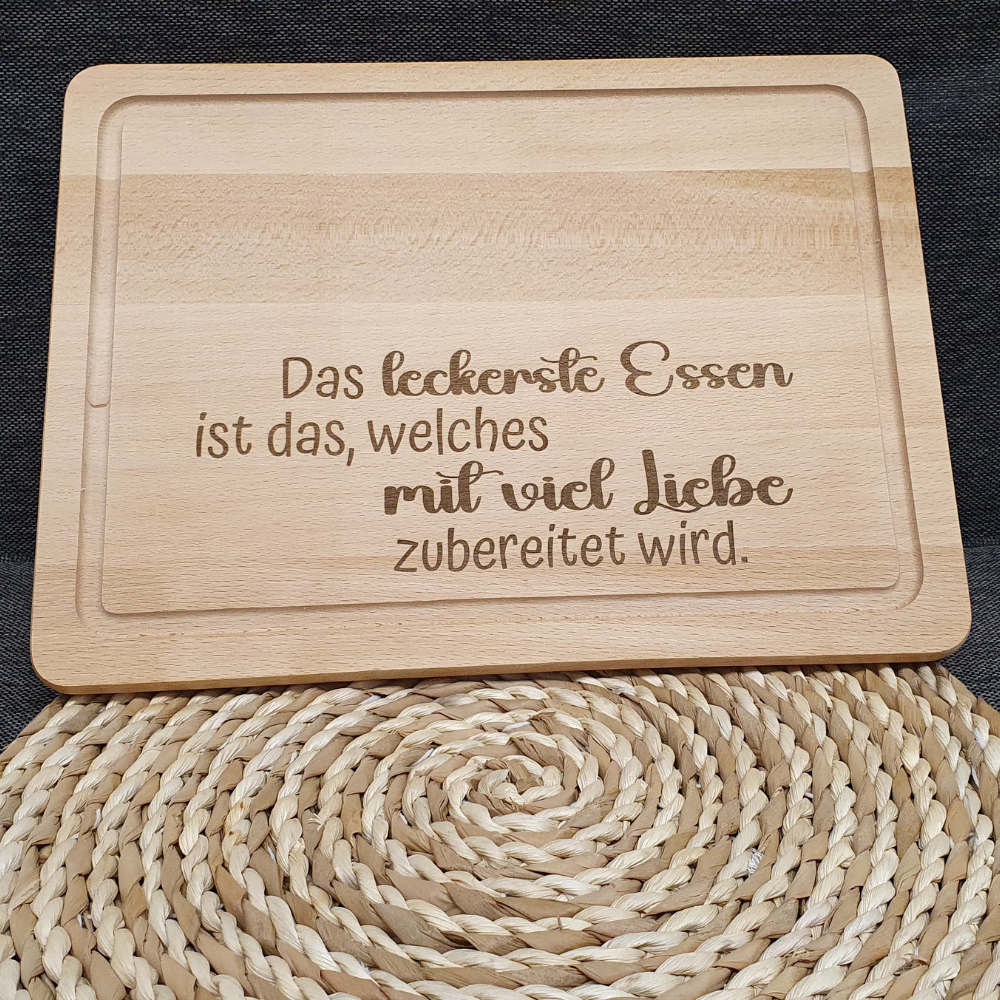 Das leckerste Essen
ist das, welches
mit viel Liebe
zubereitet wird.